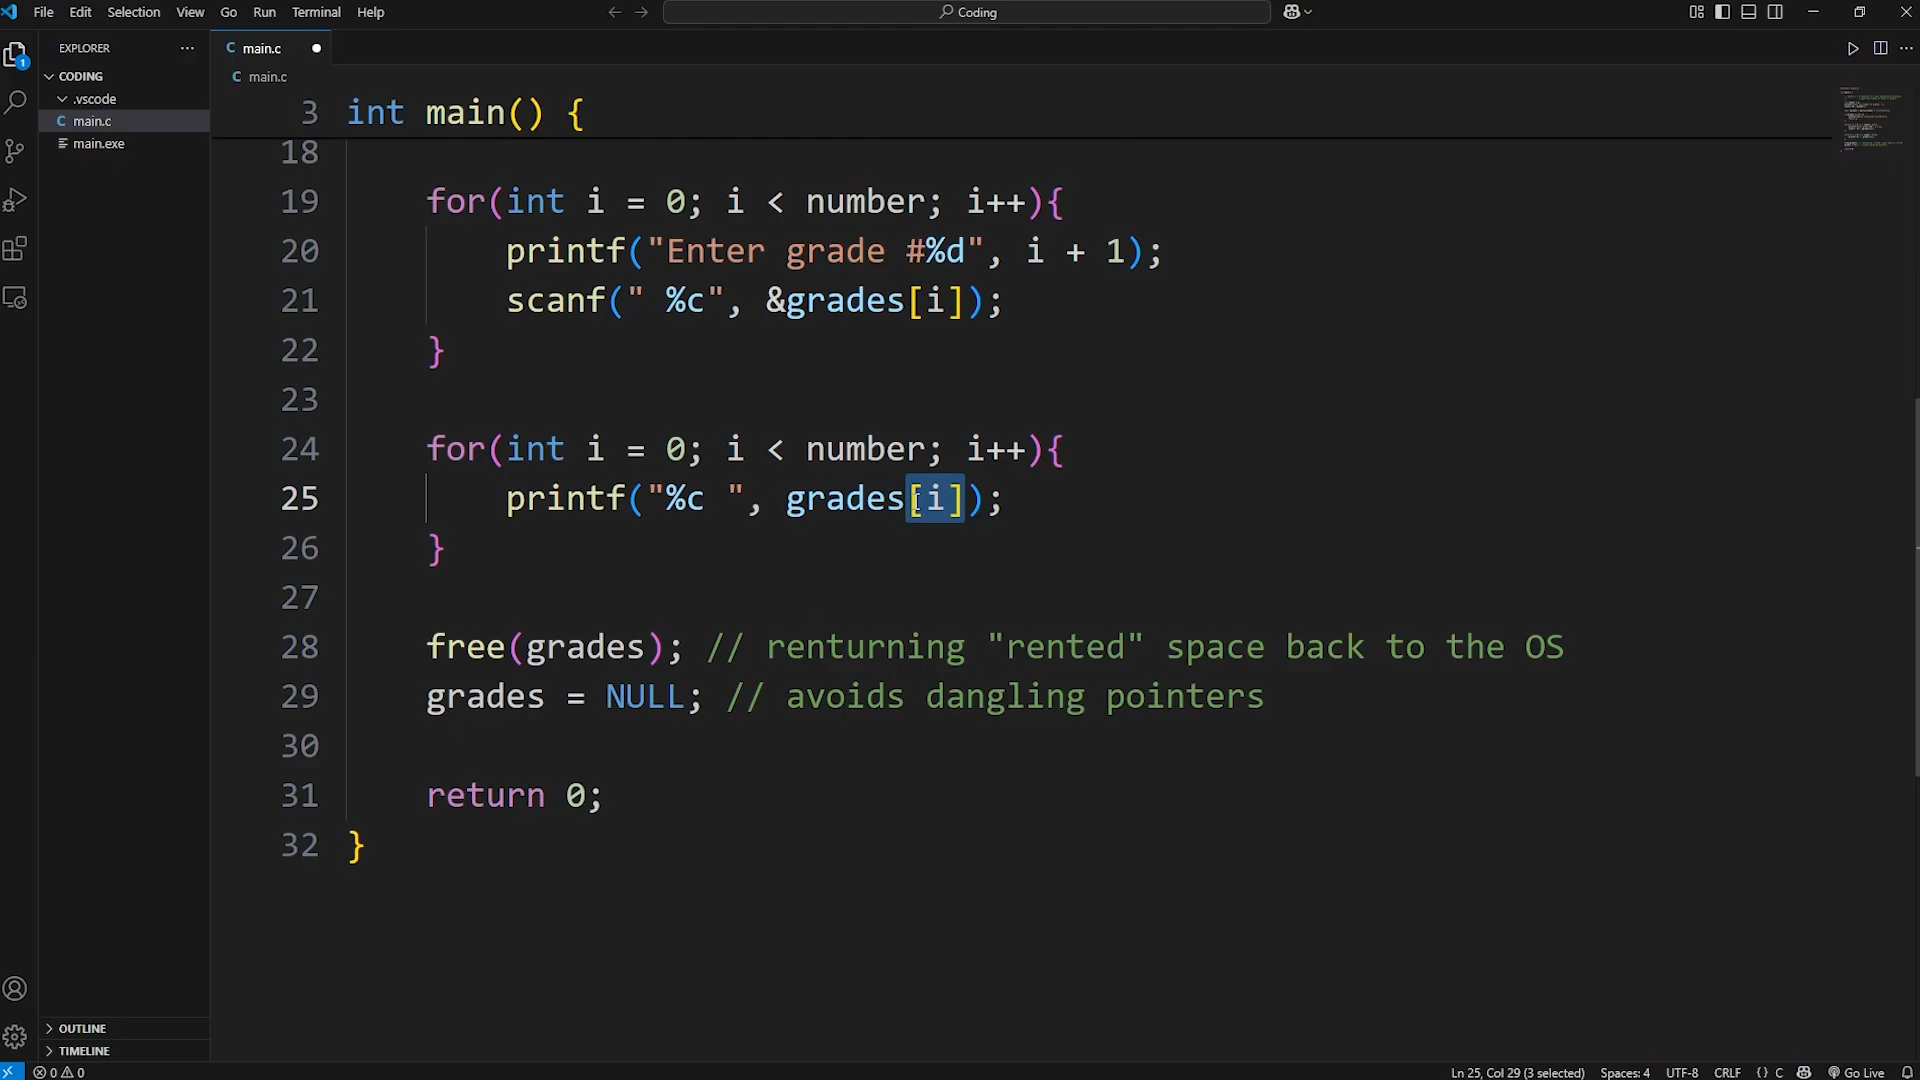 File Edit Selection View Go Run Terminal Help
Coding
EXPLORER
main.c
CODING
main.c
.vscode
main.c
main.exe
1
3 int main() {
18
19 for(int i = 0; i < number; i++){
20 printf("Enter grade #%d", i + 1);
21 scanf(" %c", &grades[i]);
22 }
23
24 for(int i = 0; i < number; i++){
25 printf("%c ", grades[i]);
26 }
27
28 free(grades); // renturning "rented" space back to the OS
29 grades = NULL; // avoids dangling pointers
30
31 return 0;
32 }
OUTLINE
TIMELINE
0 0 Ln 25, Col 29 (3 selected) Spaces: 4 UTF-8 CRLF {} C Go Live